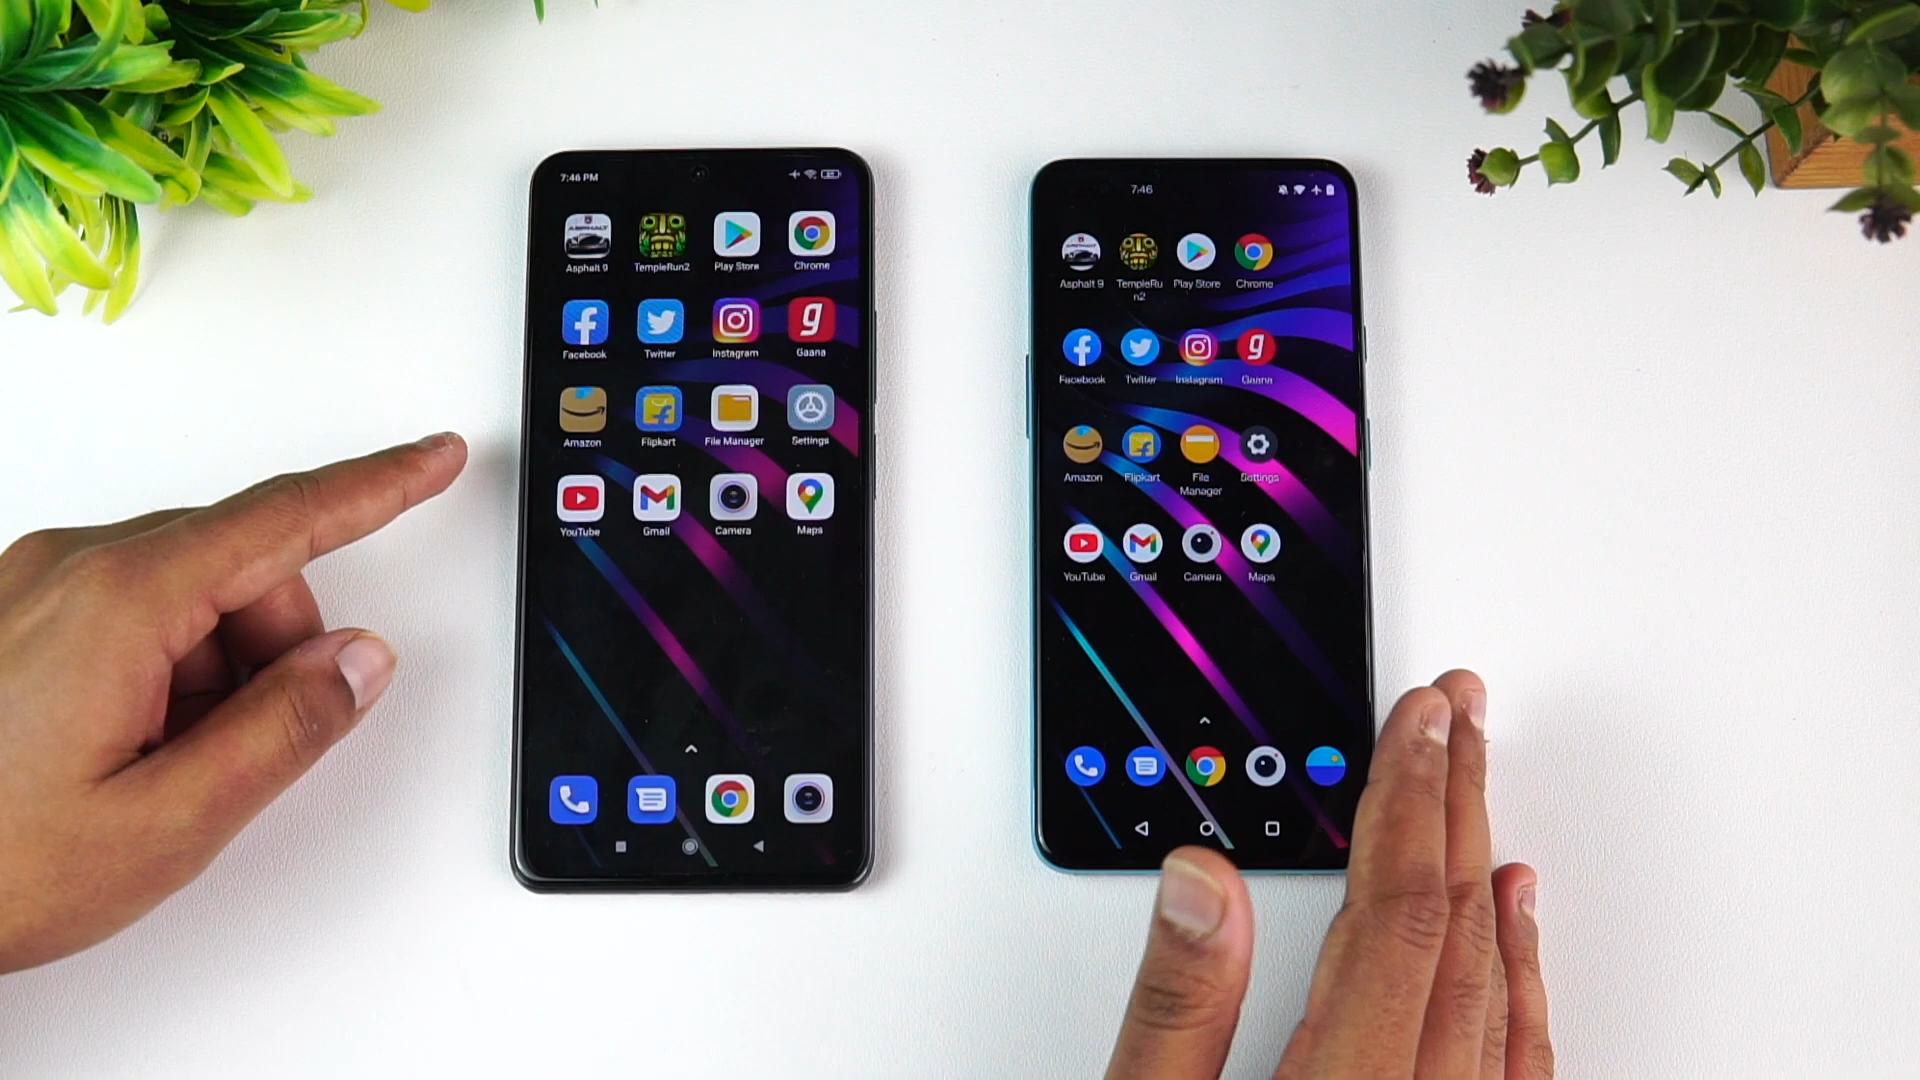 7:46 PM
ASPHALT
Asphalt 9 TempleRun2 Play Store Chrome
Facebook Twitter Instagram Gaana
Amazon Flipkart File Manager Settings
YouTube Gmail Camera Maps
7:46
Asphalt 9 TempleRu Play Store Chrome
n2
Facebook Twitter Instagram Gaana
Amazon Flipkart File Settings
Manager
YouTube Gmail Camera Maps